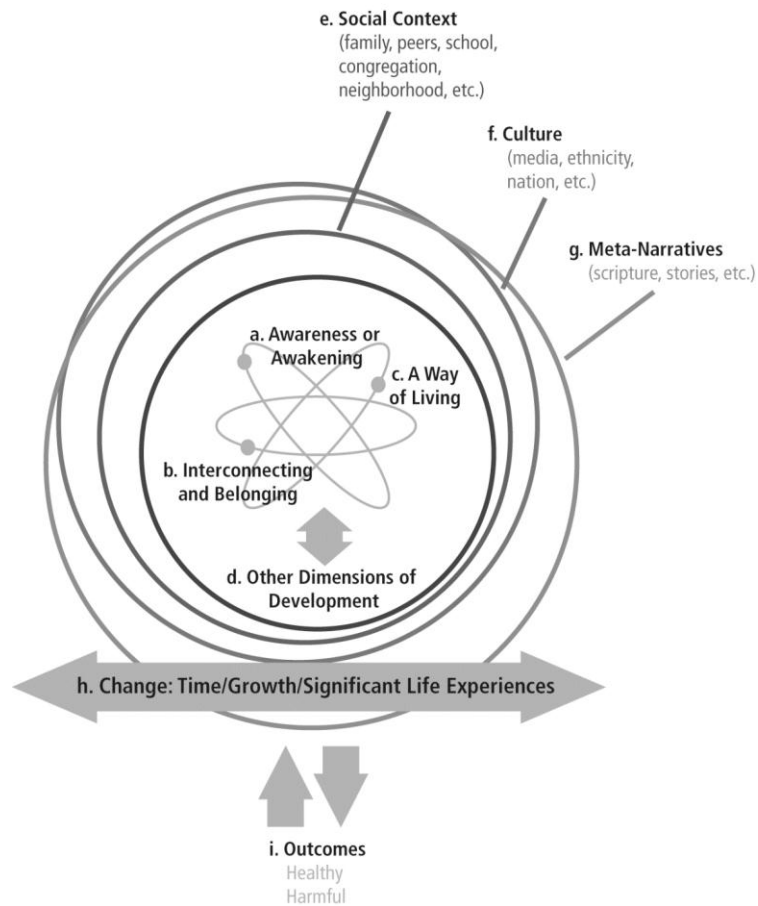 e. Social Context
(family, peers, school,
congregation,
neighborhood, etc.)
f. Culture
(media, ethnicity,
nation, etc.)
g. Meta-Narratives
(scripture, stories, etc.)
a. Awareness or
Awakening
c. A Way
of Living
b. Interconnecting
and Belonging
d. Other Dimensions of
Development
h. Change: Time/Growth/Significant Life Experiences
i. Outcomes
Healthy
Harmful